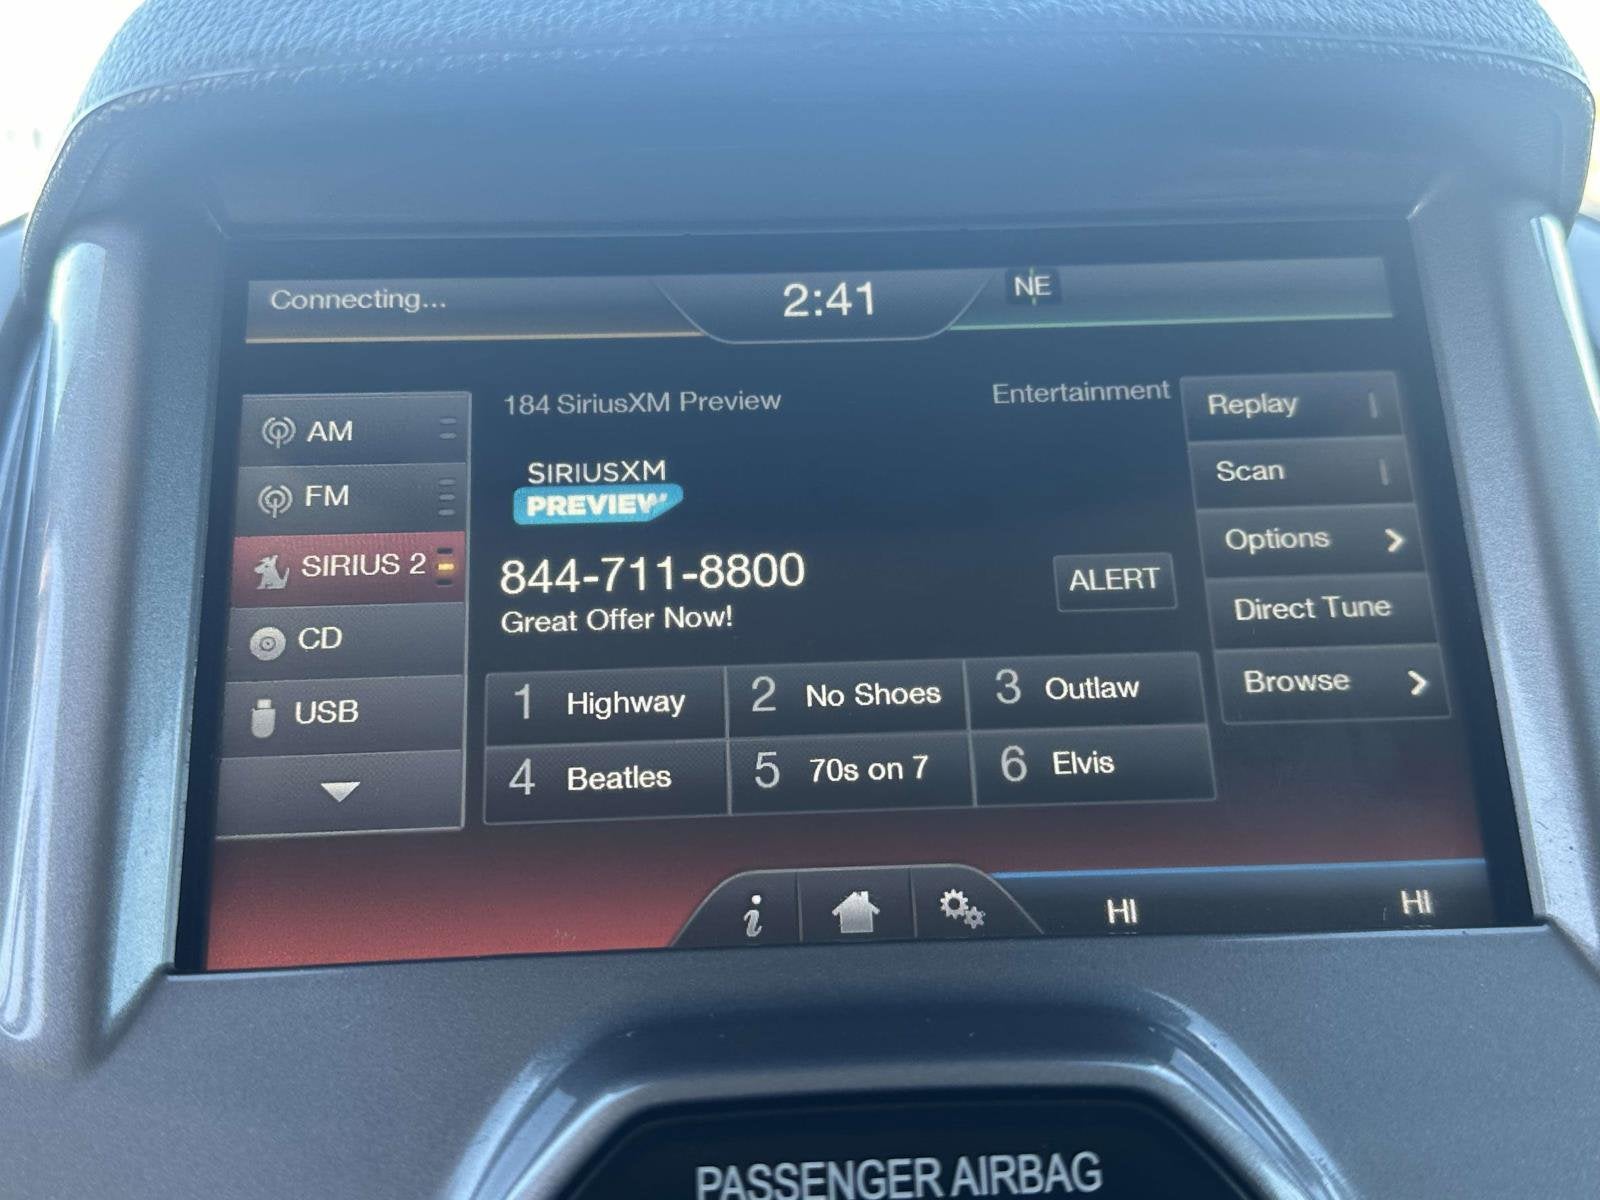 Connecting...
2:41
NE
184 SiriusXM Preview
Entertainment
AM
FM
SIRIUS 2
CD
USB
SIRIUSXM
PREVIEW
844-711-8800
Great Offer Now!
ALERT
1 Highway
2 No Shoes
3 Outlaw
4 Beatles
5 70s on 7
6 Elvis
Replay
Scan
Options
Direct Tune
Browse
i
HI
HI
PASSENGER AIRBAG